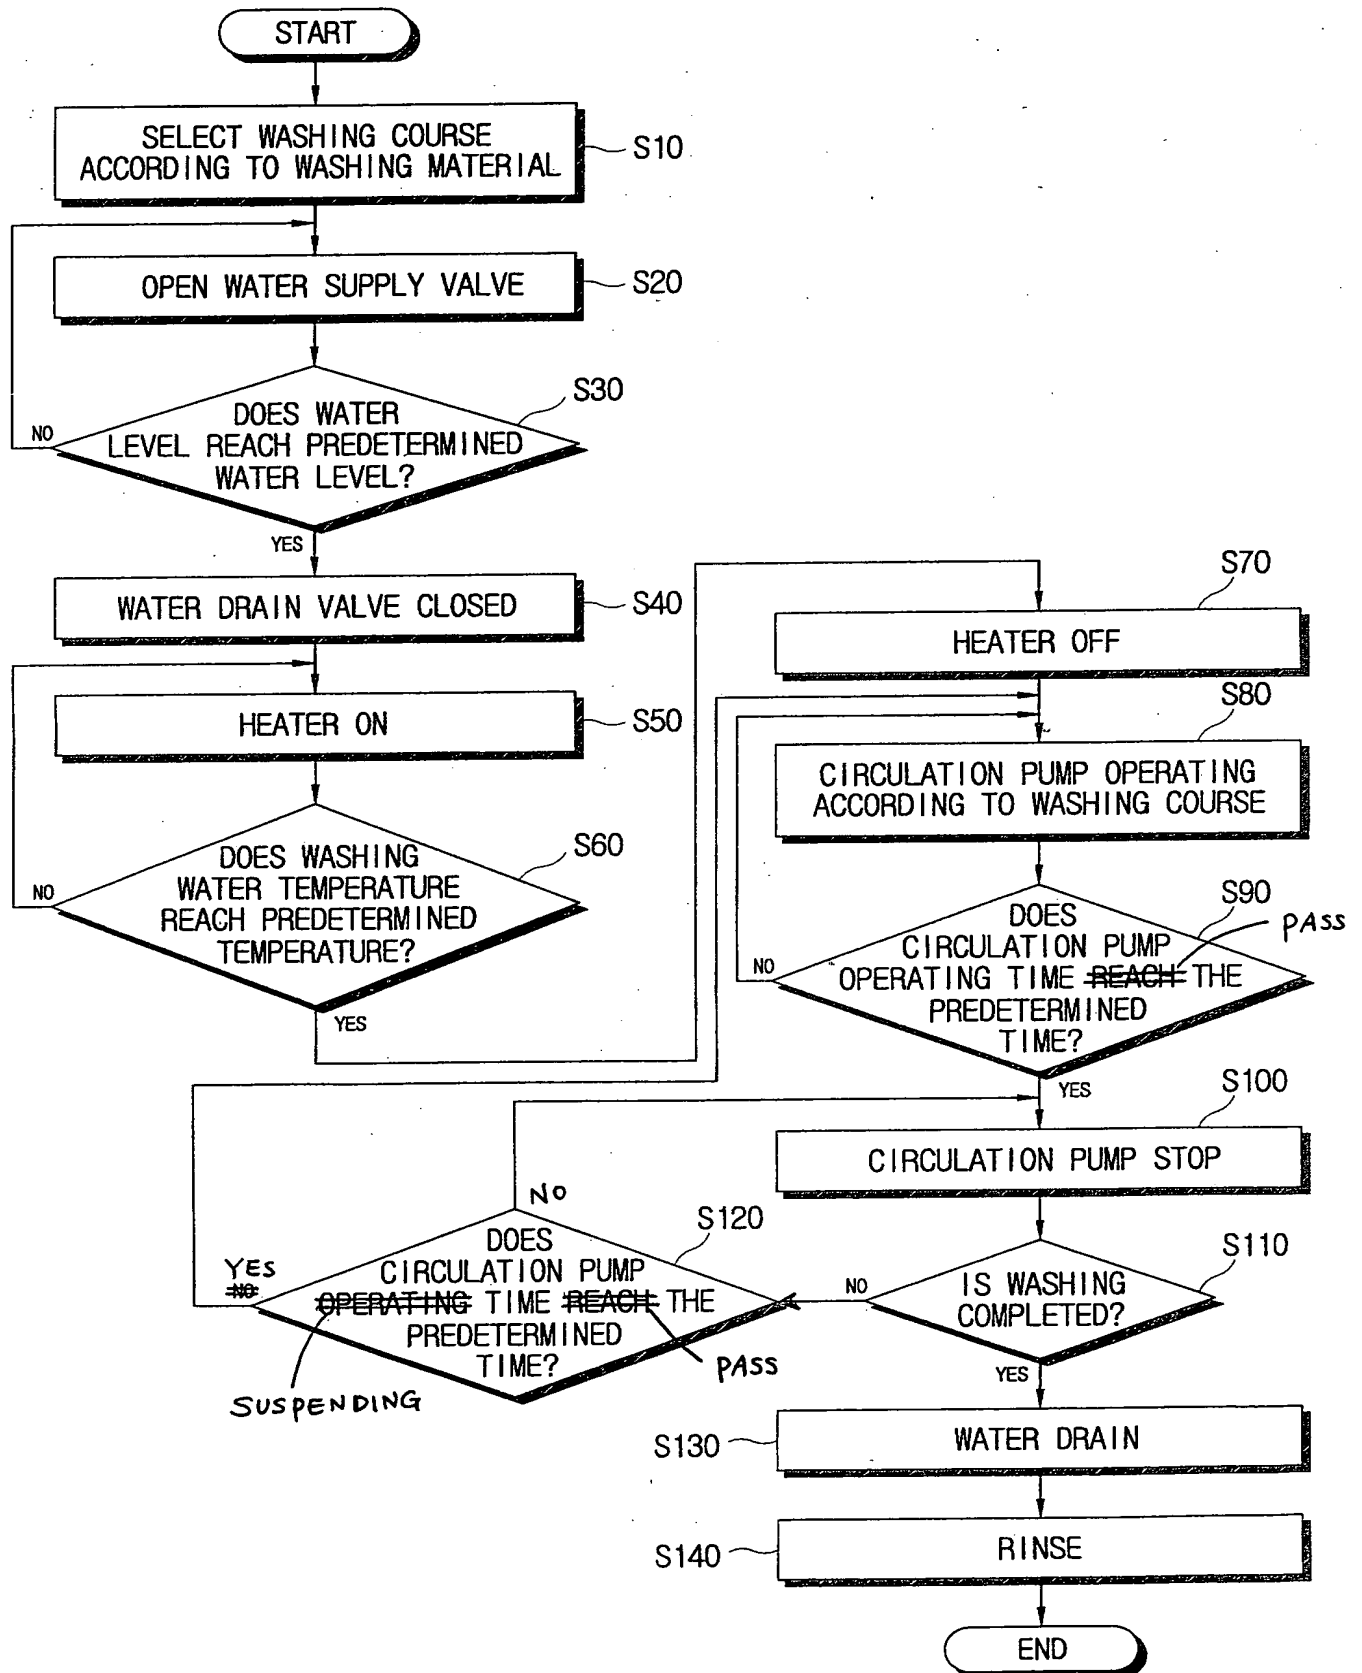 START
SELECT WASHING COURSE
ACCORDING TO WASHING MATERIAL
S10
OPEN WATER SUPPLY VALVE
S20
S30
DOES WATER
LEVEL REACH PREDETERMINED
WATER LEVEL?
NO
YES
WATER DRAIN VALVE CLOSED
S40
HEATER ON
S50
S60
DOES WASHING
WATER TEMPERATURE
REACH PREDETERMINED
TEMPERATURE?
NO
YES
S70
HEATER OFF
S80
CIRCULATION PUMP OPERATING
ACCORDING TO WASHING COURSE
S90
PASS
DOES
CIRCULATION PUMP
OPERATING TIME REACH THE
PREDETERMINED
TIME?
NO
YES
S100
CIRCULATION PUMP STOP
S110
IS WASHING
COMPLETED?
NO
YES
S120
NO
DOES
CIRCULATION PUMP
OPERATING TIME REACH THE
PREDETERMINED
TIME?
YES
NO
PASS
SUSPENDING
S130
WATER DRAIN
S140
RINSE
END